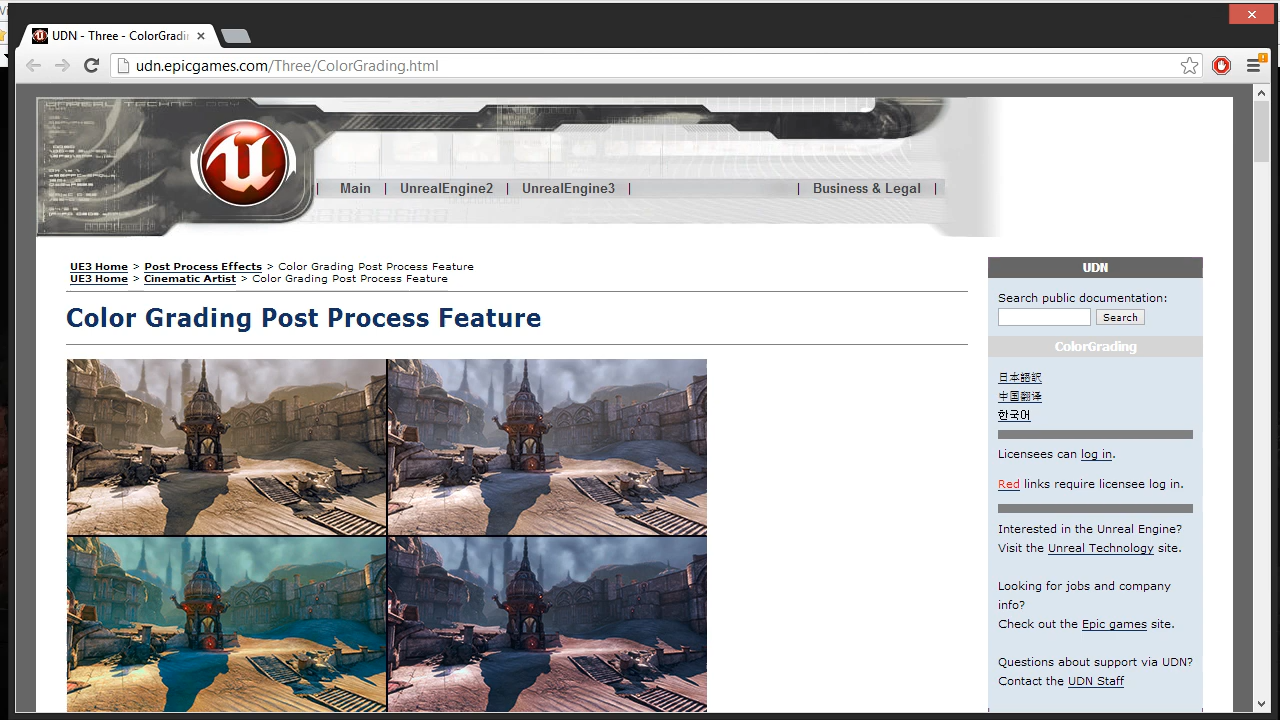 UDN - Three - ColorGradin
udn.epicgames.com/Three/ColorGrading.html
UNREAL TECHNOLOGY
| Main | UnrealEngine2 | UnrealEngine3 | | Business & Legal |
UE3 Home > Post Process Effects > Color Grading Post Process Feature
UE3 Home > Cinematic Artist > Color Grading Post Process Feature
Color Grading Post Process Feature
UDN
Search public documentation:
Search
ColorGrading
日本語訳
中国翻译
한국어
Licensees can log in.
Red links require licensee log in.
Interested in the Unreal Engine?
Visit the Unreal Technology site.
Looking for jobs and company
info?
Check out the Epic games site.
Questions about support via UDN?
Contact the UDN Staff